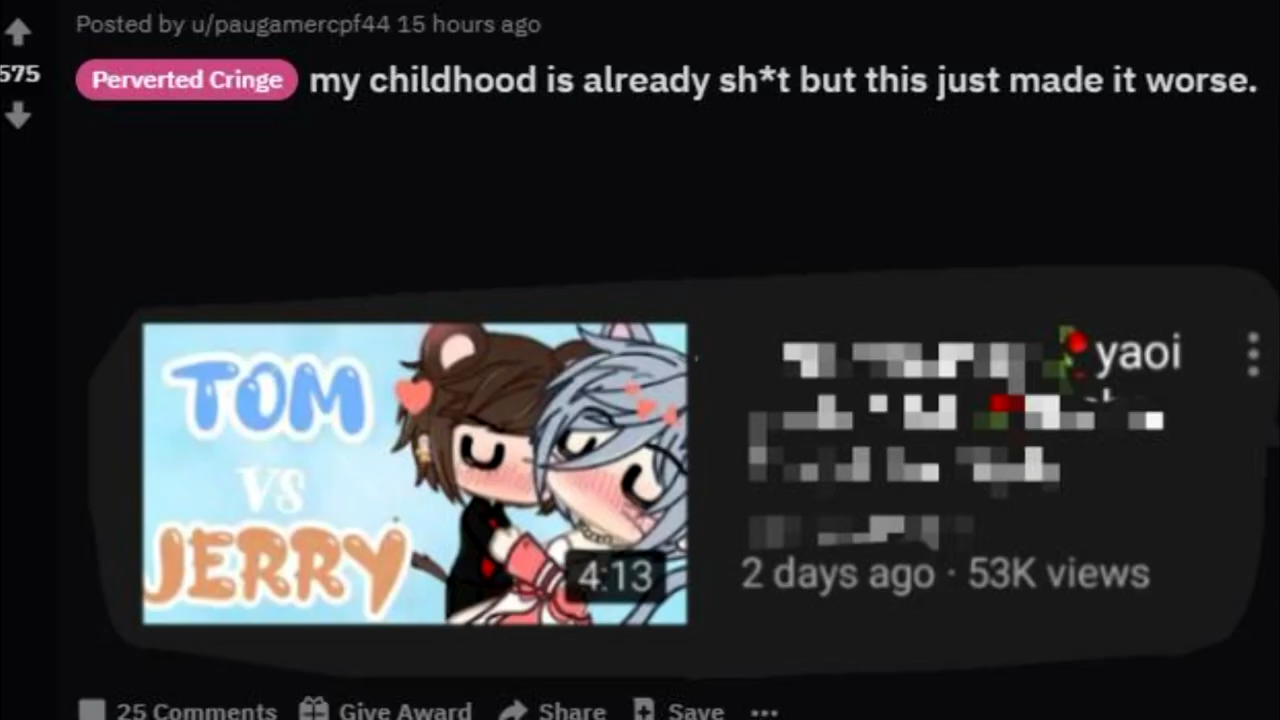 Posted by u/paugamercpf44 15 hours ago
575
Perverted Cringe my childhood is already sh*t but this just made it worse.
TOM
VS
JERRY
4:13
yaoi
2 days ago · 53K views
25 Comments Give Award Share Save